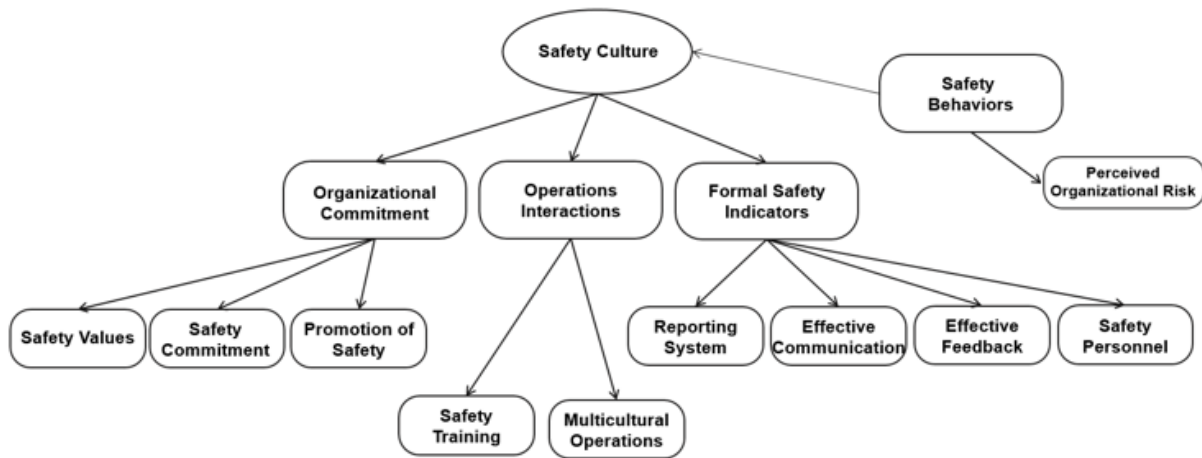 Safety Culture
Safety
Behaviors
Perceived
Organizational Risk
Organizational
Commitment
Operations
Interactions
Formal Safety
Indicators
Safety Values
Safety
Commitment
Promotion of
Safety
Reporting
System
Effective
Communication
Effective
Feedback
Safety
Personnel
Safety
Training
Multicultural
Operations